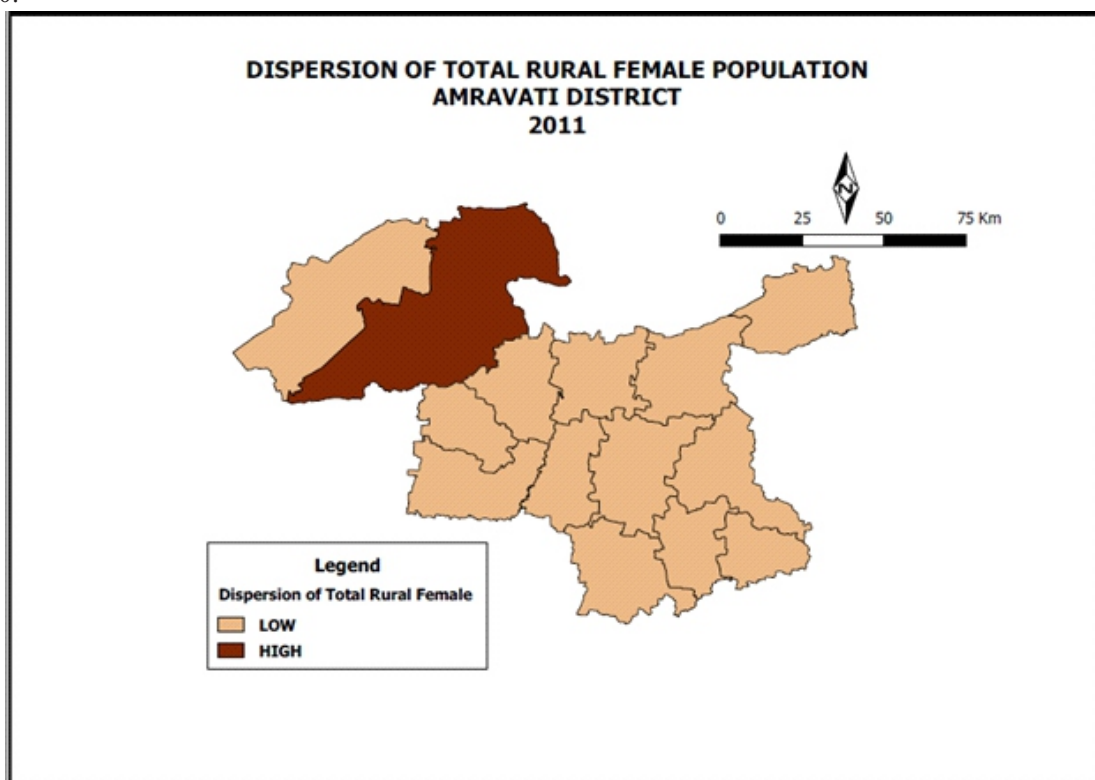 DISPERSION OF TOTAL RURAL FEMALE POPULATION
AMRAVATI DISTRICT
2011
N
0 25 50 75 Km
Legend
Dispersion of Total Rural Female
LOW
HIGH